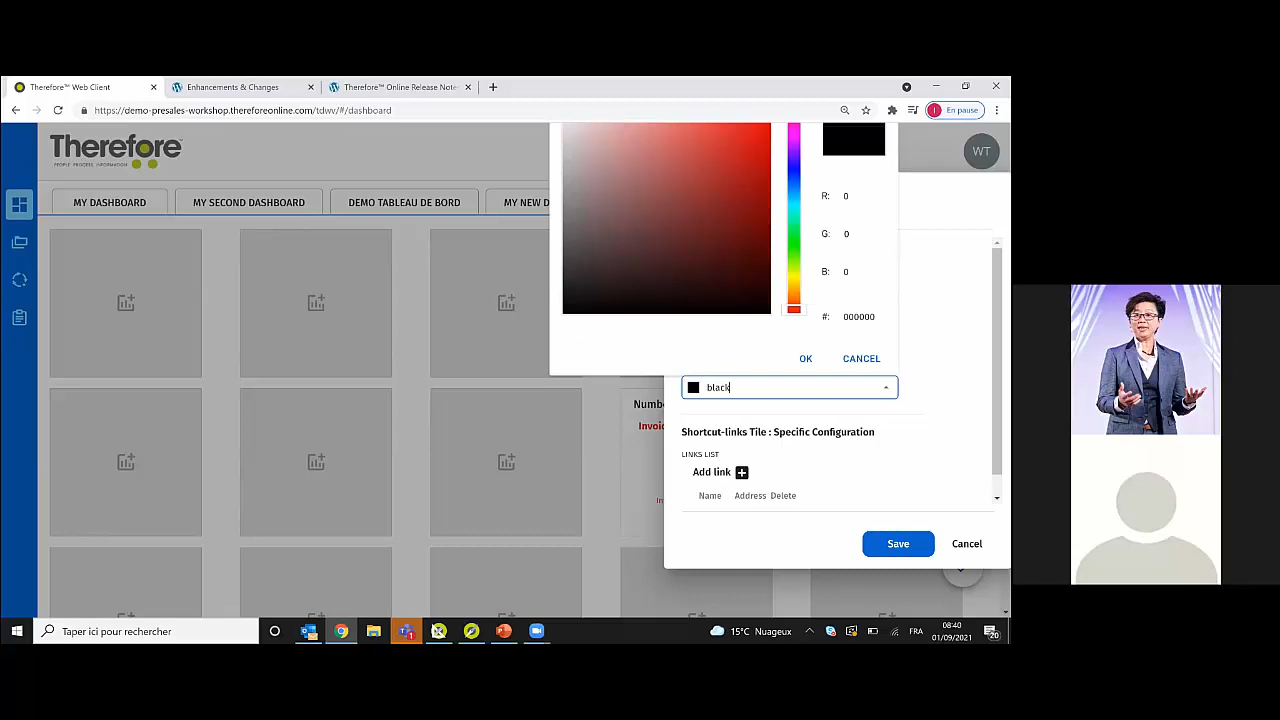 Therefore™ Web Client
Enhancements & Changes
Therefore™ Online Release Note
https://demo-presales-workshop.thereforeonline.com/tdwv/#/dashboard
I
En pause
Therefore
PEOPLE. PROCESS. INFORMATION.
WT
MY DASHBOARD
MY SECOND DASHBOARD
DEMO TABLEAU DE BORD
MY NEW D
R: 0
G: 0
B: 0
#: 000000
OK
CANCEL
black
Numbe
Invoic
In
Shortcut-links Tile : Specific Configuration
LINKS LIST
Add link
Name Address Delete
Save
Cancel
Taper ici pour rechercher
1
15°C Nuageux
FRA
08:40
01/09/2021
20